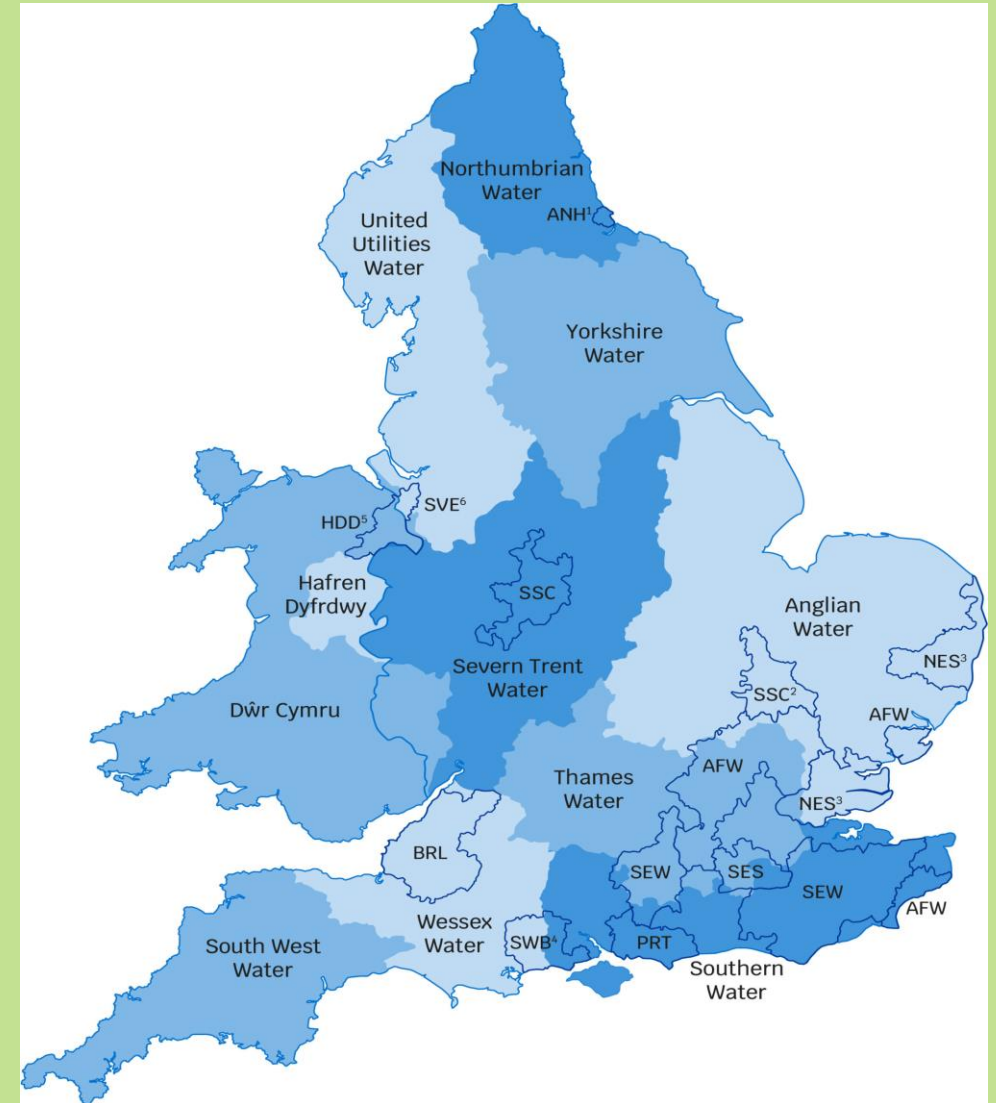 Northumbrian
Water
ANH¹
United
Utilities
Water
Yorkshire
Water
SVE⁶
HDD⁵
Hafren
Dyfrdwy
SSC
Anglian
Water
Severn Trent
Water
NES³
SSC²
Dŵr Cymru
AFW
AFW
Thames
Water
NES³
BRL
SEW
SES
SEW
AFW
Wessex
Water
SWB⁴
PRT
South West
Water
Southern
Water